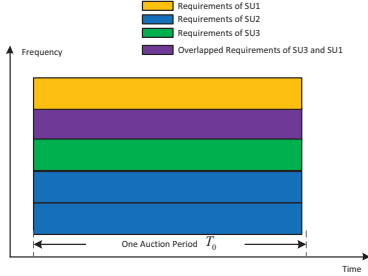 Requirements of SU1
Requirements of SU2
Requirements of SU3
Overlapped Requirements of SU3 and SU1
Frequency
One Auction Period T₀
Time